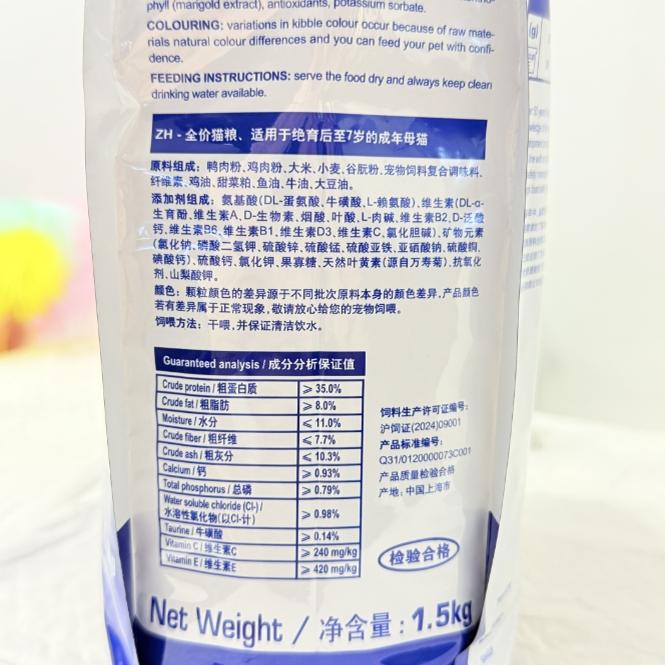 phyll (marigold extract), antioxidants, potassium sorbate.
COLOURING: variations in kibble colour occur because of raw mate-
rials natural colour differences and you can feed your pet with confi-
dence.
FEEDING INSTRUCTIONS: serve the food dry and always keep clean
drinking water available.
ZH - 全价猫粮、适用于绝育后至7岁的成年母猫
原料组成：鸭肉粉、鸡肉粉、大米、小麦、谷朊粉、宠物饲料复合调味料、
纤维素、鸡油、甜菜粕、鱼油、牛油、大豆油。
添加剂组成：氨基酸(DL-蛋氨酸、牛磺酸、L-赖氨酸)、维生素(DL-α-
生育酚、维生素A、D-生物素、烟酸、叶酸、L-肉碱、维生素B2、D-泛酸
钙、维生素B6、维生素B1、维生素D3、维生素C、氯化胆碱)、矿物元素
(氯化钠、磷酸二氢钾、硫酸锌、硫酸锰、硫酸亚铁、亚硒酸钠、硫酸铜、
碘酸钙)、硫酸钙、氯化钾、果寡糖、天然叶黄素(源自万寿菊)、抗氧化
剂、山梨酸钾。
颜色：颗粒颜色的差异源于不同批次原料本身的颜色差异，产品颜色
若有差异属于正常现象，敬请放心给您的宠物饲喂。
饲喂方法：干喂，并保证清洁饮水。
Guaranteed analysis / 成分分析保证值
Crude protein / 粗蛋白质 ⩾ 35.0%
Crude fat / 粗脂肪 ⩾ 8.0%
Moisture / 水分 ⩽ 11.0%
Crude fiber / 粗纤维 ⩽ 7.7%
Crude ash / 粗灰分 ⩽ 10.3%
Calcium / 钙 ⩾ 0.93%
Total phosphorus / 总磷 ⩾ 0.79%
Water soluble chloride (Cl-) /
水溶性氯化物(以Cl-计) ⩾ 0.98%
Taurine / 牛磺酸 ⩾ 0.14%
Vitamin C / 维生素C ⩾ 240 mg/kg
Vitamin E / 维生素E ⩾ 420 mg/kg
饲料生产许可证编号：
沪饲证(2024)09001
产品标准编号：
Q31/0120000073C001
产品质量检验合格
产地：中国上海市
检验合格
Net Weight / 净含量：1.5kg